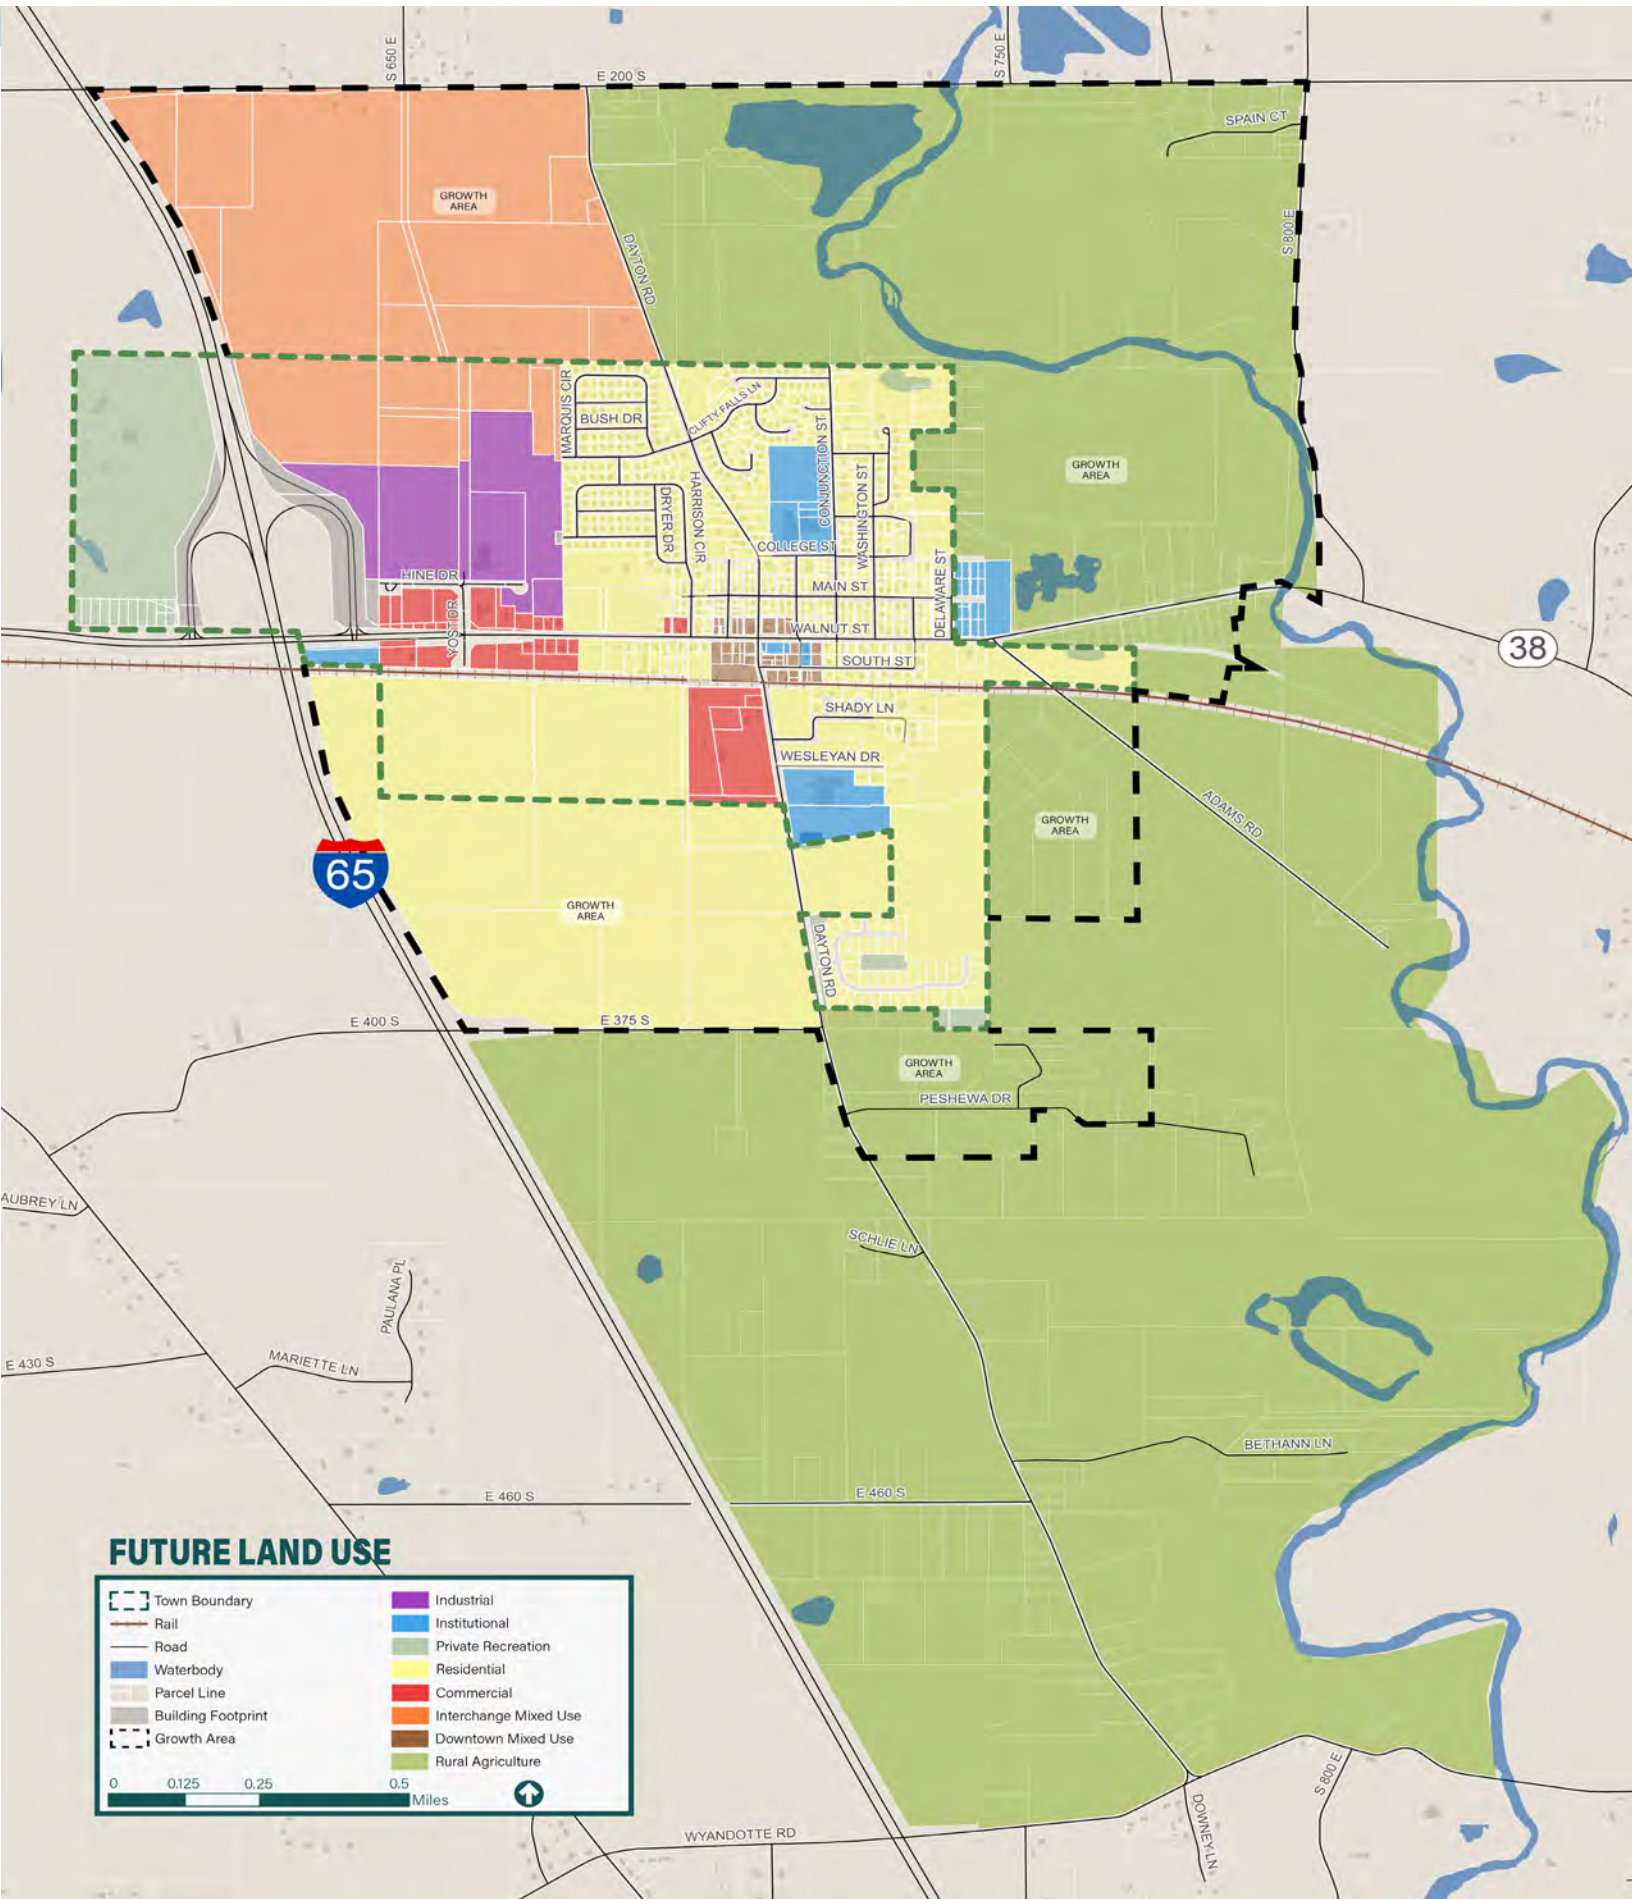 S 650 E
E 200 S
S 750 E
SPAIN CT
S 800 E
GROWTH
AREA
DAYTON RD
MARQUIS CIR
BUSH DR
CLIFTY FALLS LN
CONJUNCTION ST
WASHINGTON ST
HARRISON CIR
DRYER DR
GROWTH
AREA
COLLEGE ST
HINE DR
MAIN ST
DELAWARE ST
YOST DR
WALNUT ST
SOUTH ST
38
SHADY LN
WESLEYAN DR
ADAMS RD
GROWTH
AREA
65
GROWTH
AREA
DAYTON RD
E 400 S
E 375 S
GROWTH
AREA
PESHEWA DR
AUBREY LN
SCHLIE LN
PAULANA PL
MARIETTE LN
E 430 S
BETHANN LN
E 460 S
E 460 S
FUTURE LAND USE
Town Boundary
Rail
Road
Waterbody
Parcel Line
Building Footprint
Growth Area
Industrial
Institutional
Private Recreation
Residential
Commercial
Interchange Mixed Use
Downtown Mixed Use
Rural Agriculture
0 0.125 0.25 0.5
Miles
S 800 E
DOWNEY LN
WYANDOTTE RD